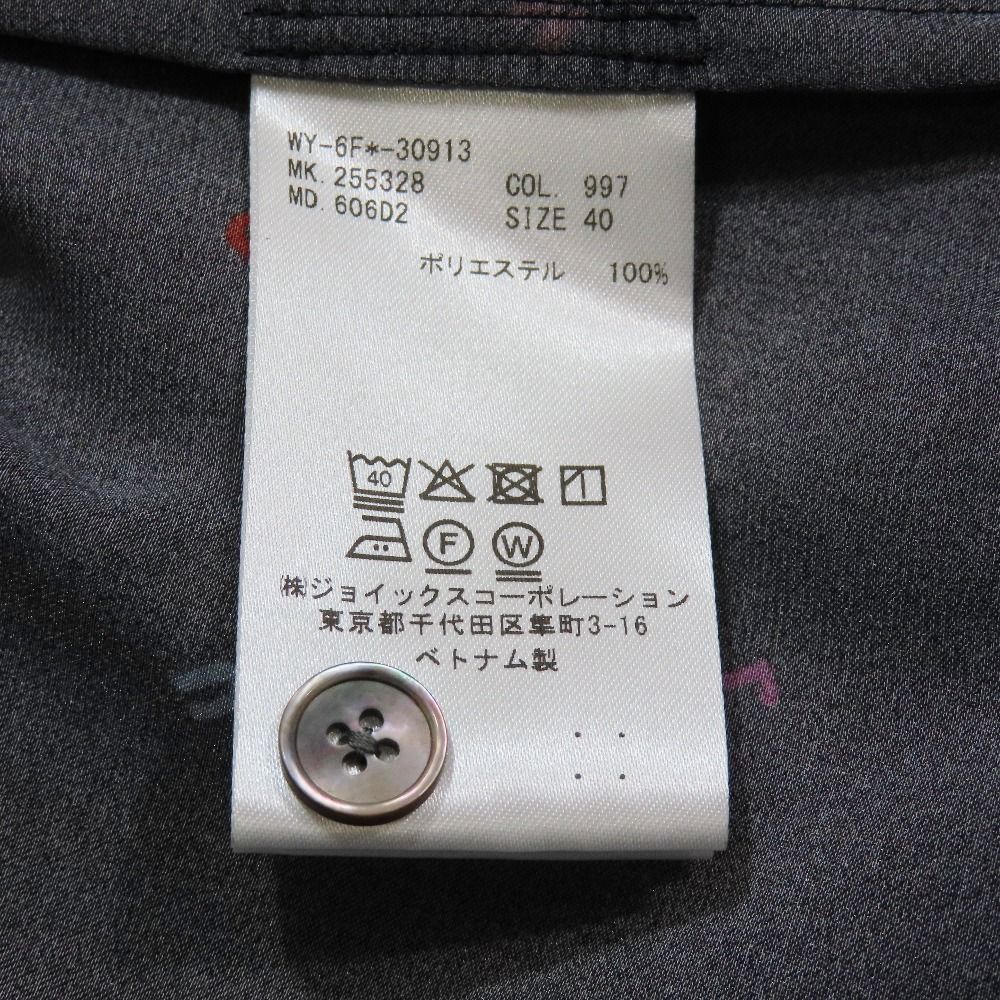 WY-6F*-30913
MK. 255328 COL. 997
MD. 606D2 SIZE 40
ポリエステル 100%
40
F W
(株)ジョイックスコーポレーション
東京都千代田区隼町3-16
ベトナム製